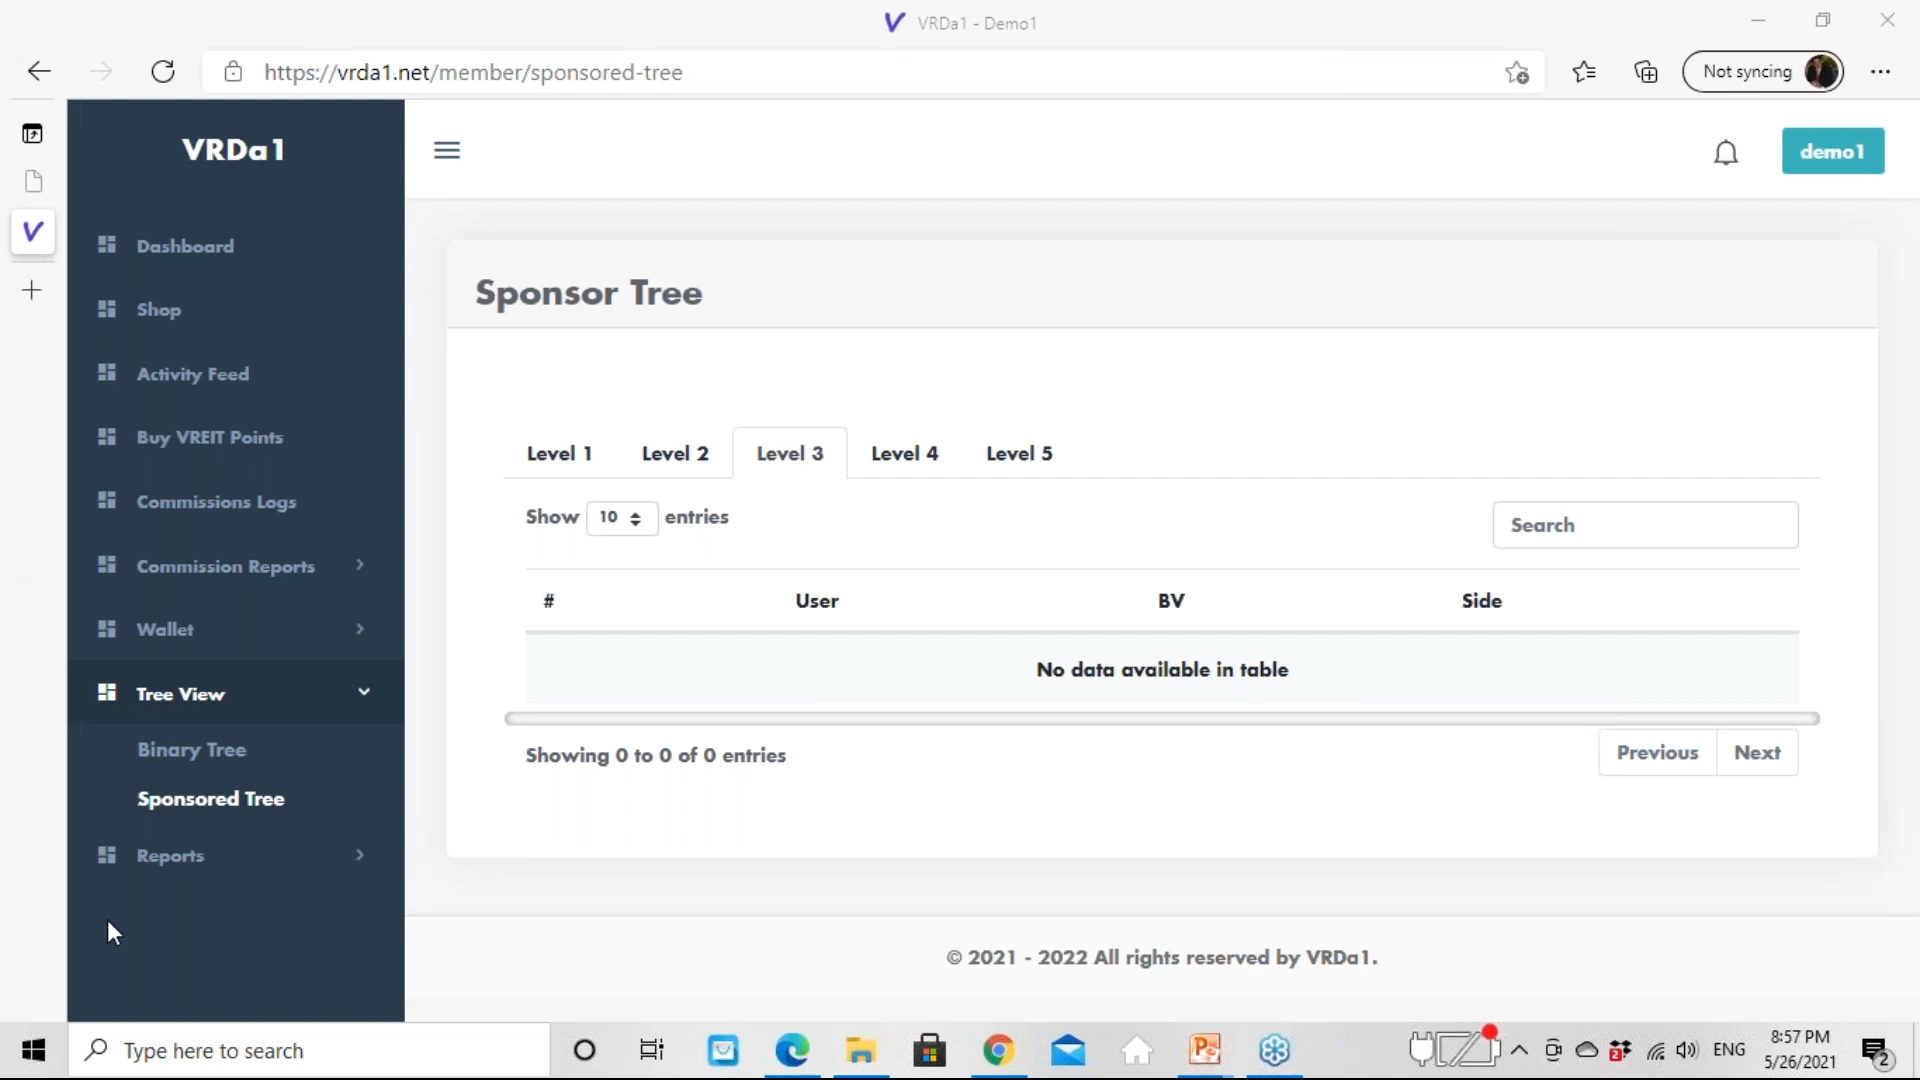 VRDa1 - Demo1
https://vrda1.net/member/sponsored-tree
Not syncing
VRDa1
demo1
Dashboard
Shop
Activity Feed
Buy VREIT Points
Commissions Logs
Commission Reports
Wallet
Tree View
Binary Tree
Sponsored Tree
Reports
Sponsor Tree
Level 1 Level 2 Level 3 Level 4 Level 5
Show 10 entries
Search
# User BV Side
No data available in table
Showing 0 to 0 of 0 entries
Previous Next
© 2021 - 2022 All rights reserved by VRDa1.
Type here to search
ENG
8:57 PM
5/26/2021
2
2